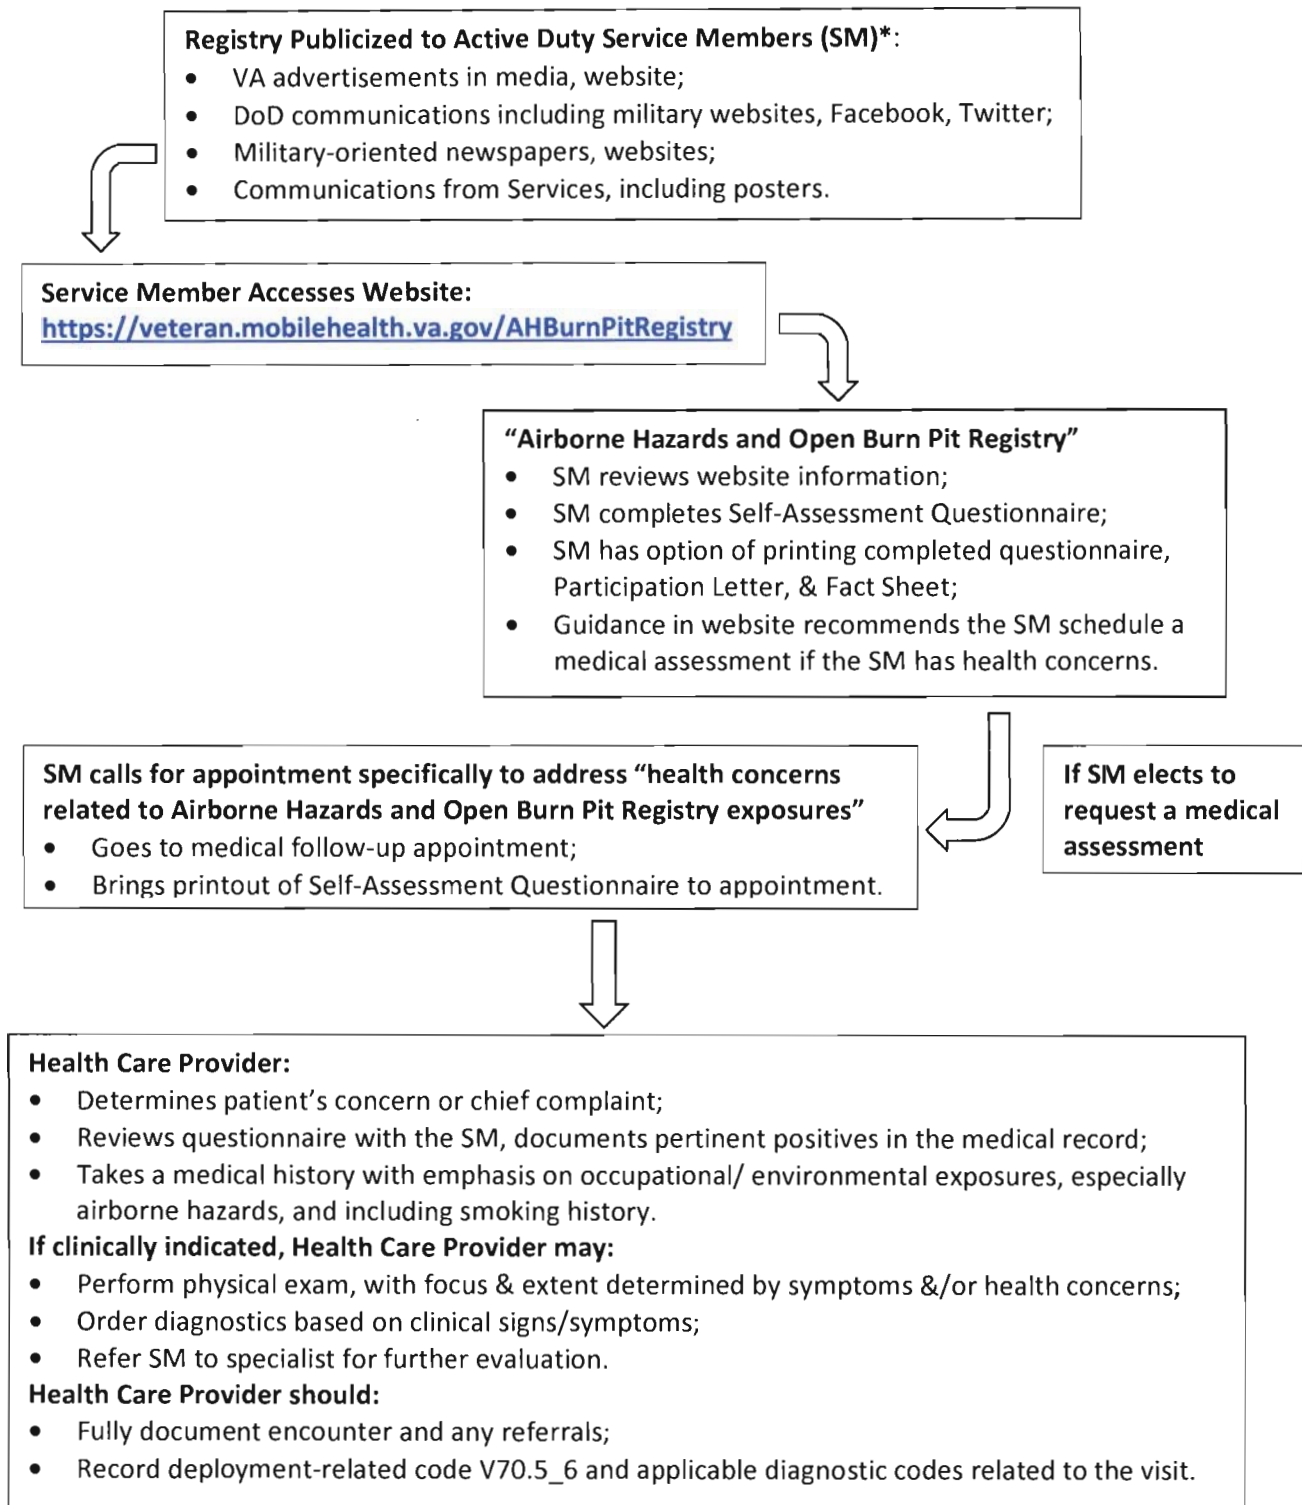 Registry Publicized to Active Duty Service Members (SM)*:
• VA advertisements in media, website;
• DoD communications including military websites, Facebook, Twitter;
• Military-oriented newspapers, websites;
• Communications from Services, including posters.
Service Member Accesses Website:
https://veteran.mobilehealth.va.gov/AHBurnPitRegistry
“Airborne Hazards and Open Burn Pit Registry”
• SM reviews website information;
• SM completes Self-Assessment Questionnaire;
• SM has option of printing completed questionnaire,
Participation Letter, & Fact Sheet;
• Guidance in website recommends the SM schedule a
medical assessment if the SM has health concerns.
If SM elects to
request a medical
assessment
SM calls for appointment specifically to address “health concerns
related to Airborne Hazards and Open Burn Pit Registry exposures”
• Goes to medical follow-up appointment;
• Brings printout of Self-Assessment Questionnaire to appointment.
Health Care Provider:
• Determines patient’s concern or chief complaint;
• Reviews questionnaire with the SM, documents pertinent positives in the medical record;
• Takes a medical history with emphasis on occupational/ environmental exposures, especially
airborne hazards, and including smoking history.
If clinically indicated, Health Care Provider may:
• Perform physical exam, with focus & extent determined by symptoms &/or health concerns;
• Order diagnostics based on clinical signs/symptoms;
• Refer SM to specialist for further evaluation.
Health Care Provider should:
• Fully document encounter and any referrals;
• Record deployment-related code V70.5_6 and applicable diagnostic codes related to the visit.